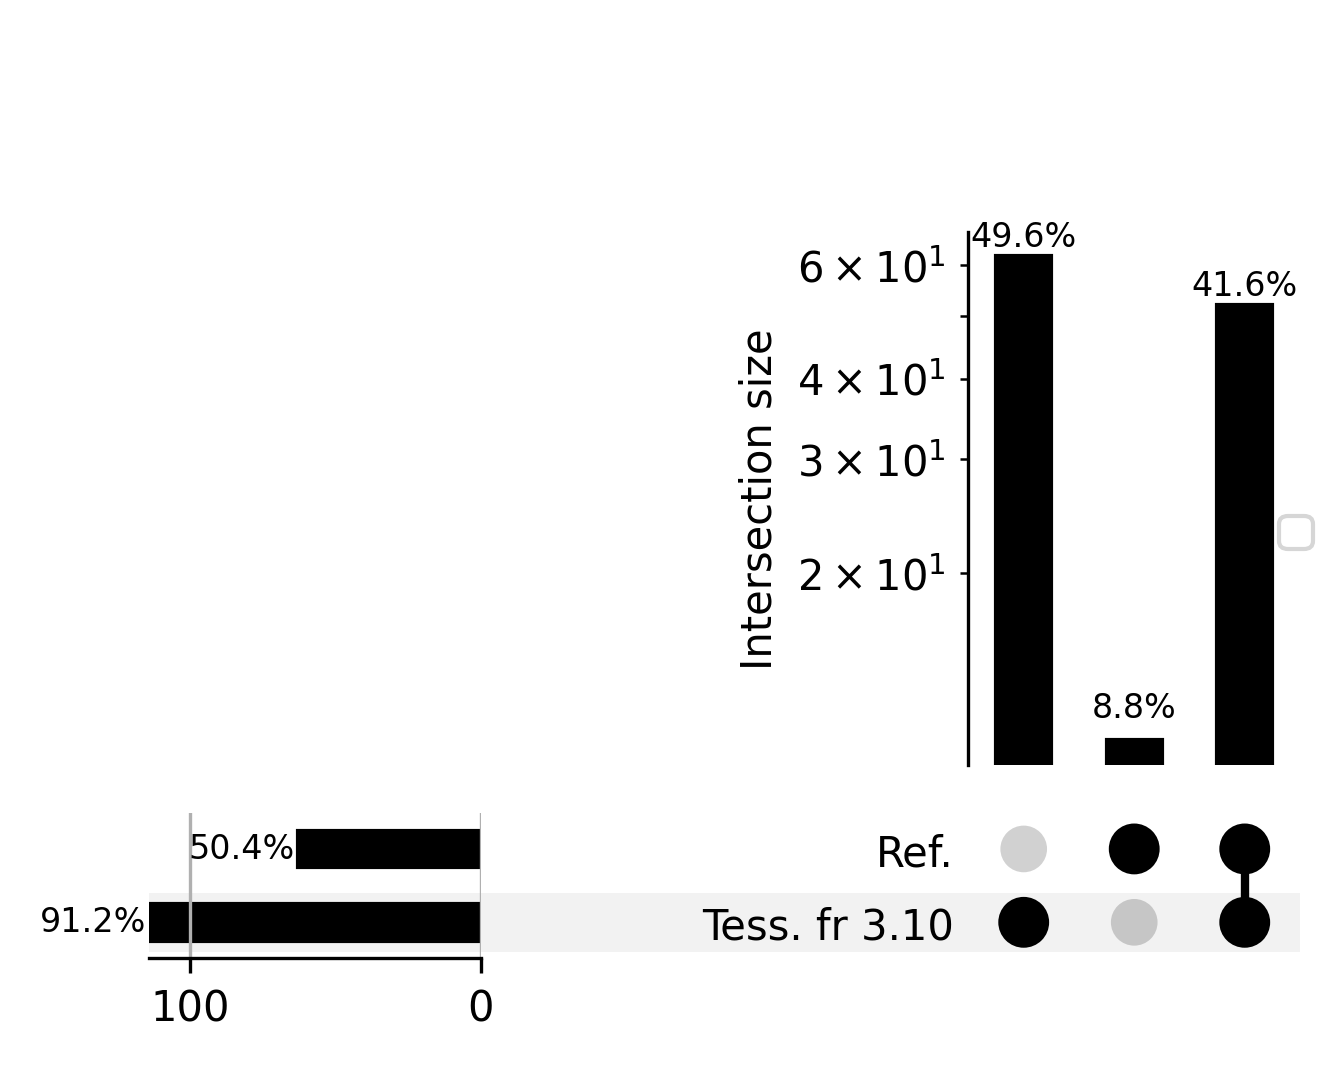 49.6%
6 × 10¹
41.6%
4 × 10¹
3 × 10¹
2 × 10¹
Intersection size
8.8%
50.4%
Ref.
91.2%
Tess. fr 3.10
100
0